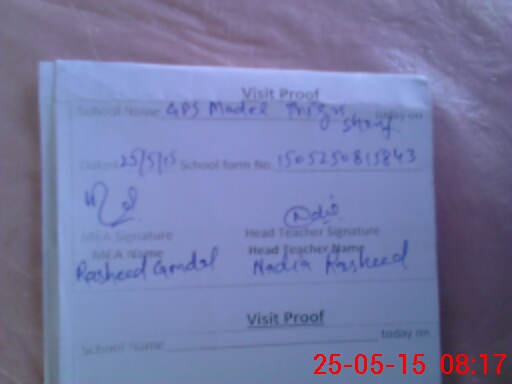 Visit Proof
School Name GPS Model today on
Dated 25/5/15 School form No. 1505250815843
Nadia
MEA Signature Head Teacher Signature
MEA Name Head Teacher Name
Rasheed Nadia Rasheed
Visit Proof
School Name today on
25-05-15 08:17